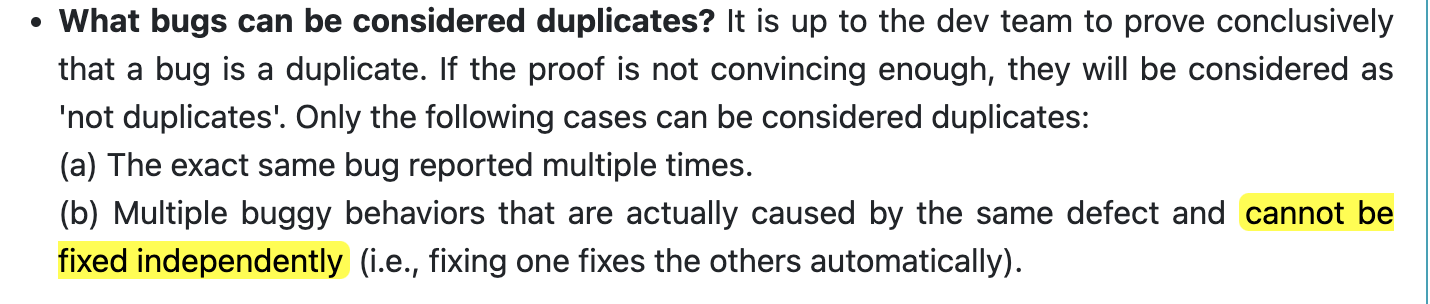 • What bugs can be considered duplicates? It is up to the dev team to prove conclusively
that a bug is a duplicate. If the proof is not convincing enough, they will be considered as
'not duplicates'. Only the following cases can be considered duplicates:
(a) The exact same bug reported multiple times.
(b) Multiple buggy behaviors that are actually caused by the same defect and cannot be
fixed independently (i.e., fixing one fixes the others automatically).